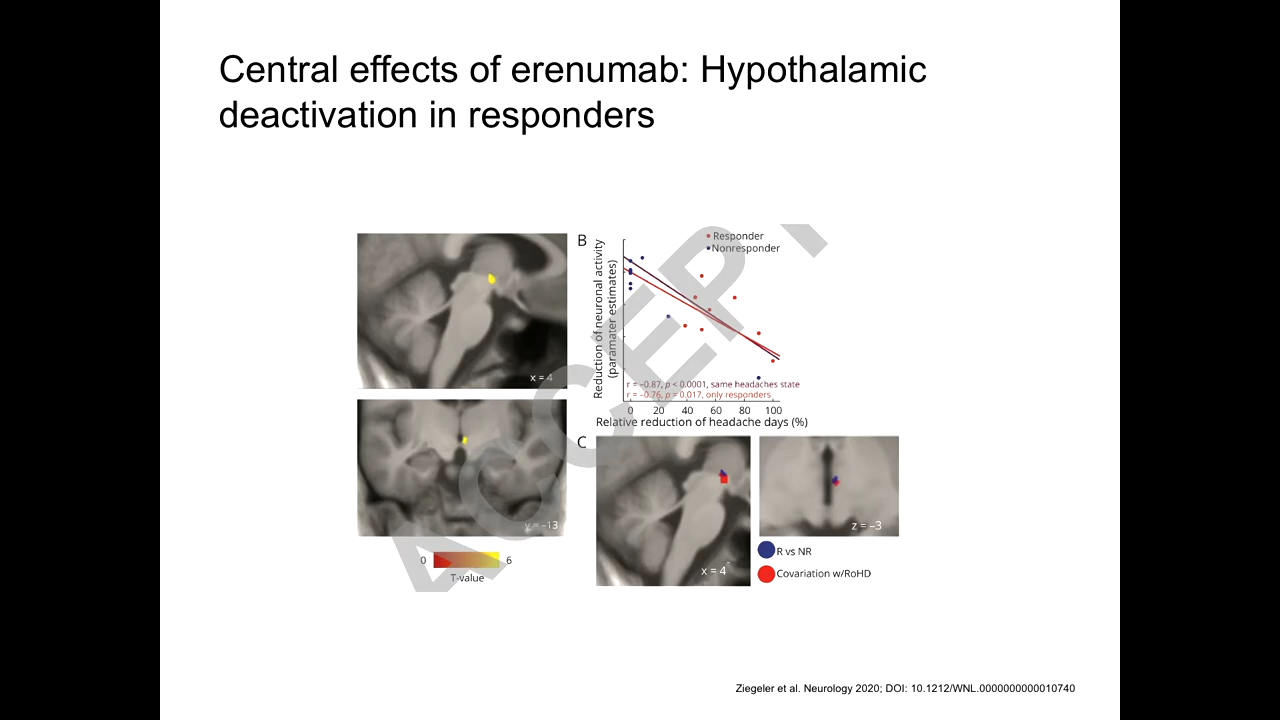 Central effects of erenumab: Hypothalamic
deactivation in responders
x = 4
y = –13
0
6
T-value
B
Responder
Nonresponder
Reduction of neuronal activity
(paramater estimates)
r = –0.87, p < 0.0001, same headaches state
r = –0.76, p = 0.017, only responders
0 20 40 60 80 100
Relative reduction of headache days (%)
C
x = 4
z = –3
R vs NR
Covariation w/RoHD
ACCEPT
Ziegeler et al. Neurology 2020; DOI: 10.1212/WNL.0000000000010740